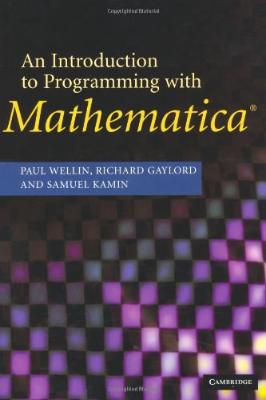 An Introduction
to Programming with
Mathematica®
PAUL WELLIN, RICHARD GAYLORD
AND SAMUEL KAMIN
CAMBRIDGE